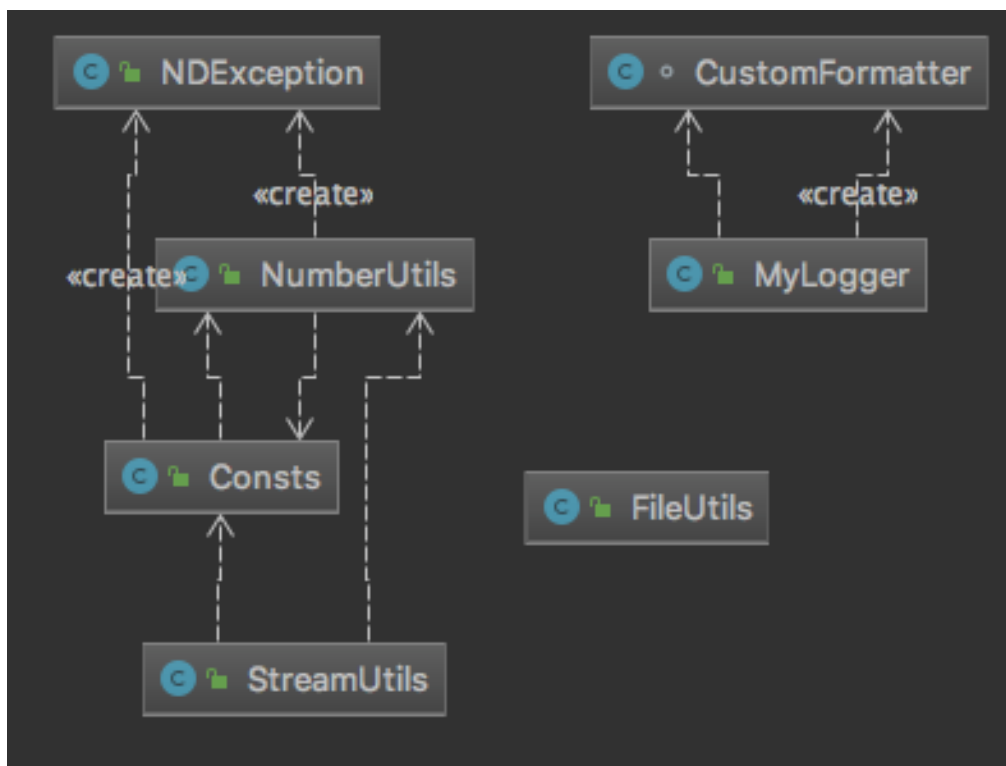 NDException
CustomFormatter
«create»
«create»
«create»
C NumberUtils
C MyLogger
C Consts
C FileUtils
C StreamUtils